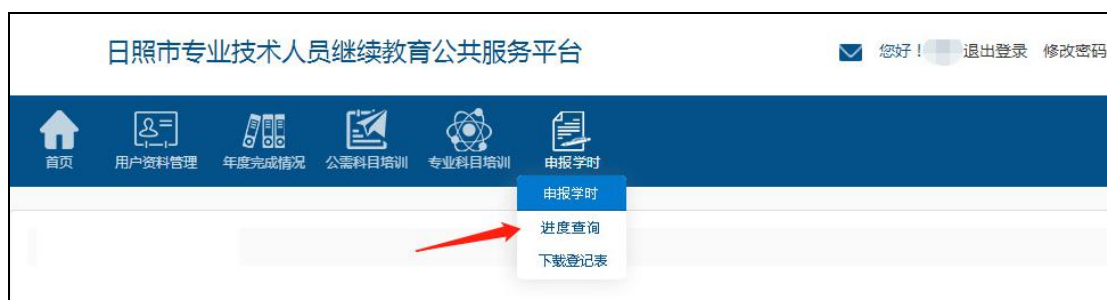 日照市专业技术人员继续教育公共服务平台
您好！ 退出登录 修改密码
首页 用户资料管理 年度完成情况 公需科目培训 专业科目培训 申报学时
申报学时
进度查询
下载登记表